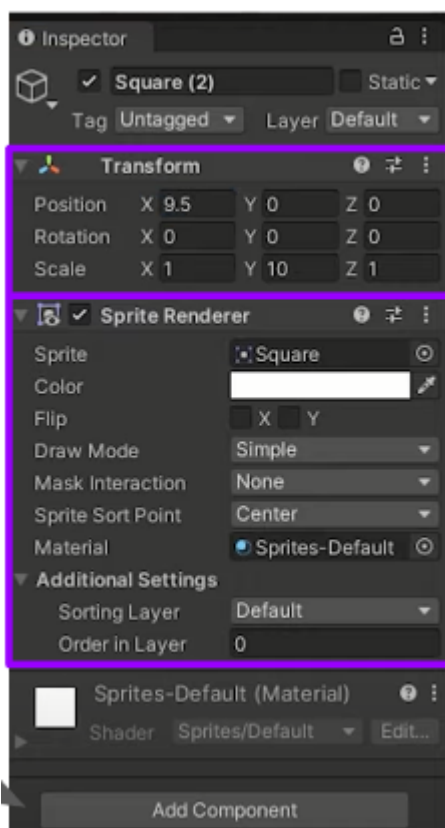 Inspector
Square (2) Static
Tag Untagged Layer Default
Transform
Position X 9.5 Y 0 Z 0
Rotation X 0 Y 0 Z 0
Scale X 1 Y 10 Z 1
Sprite Renderer
Sprite Square
Color
Flip X Y
Draw Mode Simple
Mask Interaction None
Sprite Sort Point Center
Material Sprites-Default
Additional Settings
Sorting Layer Default
Order in Layer 0
Sprites-Default (Material)
Shader Sprites/Default Edit...
Add Component